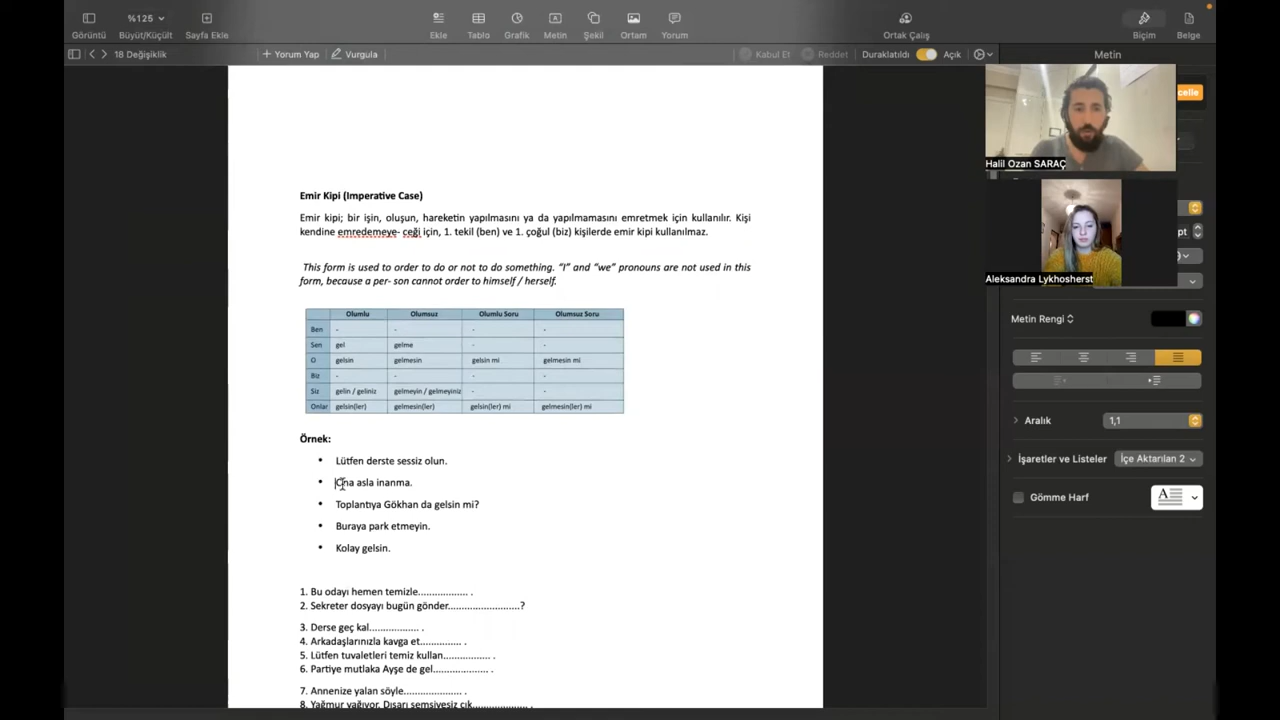 %125
Görüntü Büyüt/Küçült Sayfa Ekle Ekle Tablo Grafik Metin Şekil Ortam Yorum Ortak Çalış Biçim Belge
18 Değişiklik Yorum Yap Vurgula Kabul Et Reddet Duraklatıldı Açık Metin
celle
Halil Ozan SARAÇ
Aleksandra Lykhosherst
Emir Kipi (Imperative Case)
Emir kipi; bir işin, oluşun, hareketin yapılmasını ya da yapılmamasını emretmek için kullanılır. Kişi
kendine emredemeye- ceği için, 1. tekil (ben) ve 1. çoğul (biz) kişilerde emir kipi kullanılmaz.
This form is used to order to do or not to do something. “I” and “we” pronouns are not used in this
form, because a per- son cannot order to himself / herself.
Olumlu Olumsuz Olumlu Soru Olumsuz Soru
Ben - - - -
Sen gel gelme - -
O gelsin gelmesin gelsin mi gelmesin mi
Biz - - - -
Siz gelin / geliniz gelmeyin / gelmeyiniz - -
Onlar gelsin(ler) gelmesin(ler) gelsin(ler) mi gelmesin(ler) mi
Örnek:
• Lütfen derste sessiz olun.
• Ona asla inanma.
• Toplantıya Gökhan da gelsin mi?
• Buraya park etmeyin.
• Kolay gelsin.
1. Bu odayı hemen temizle.................. .
2. Sekreter dosyayı bugün gönder..........................?
3. Derse geç kal.................. .
4. Arkadaşlarınızla kavga et............... .
5. Lütfen tuvaletleri temiz kullan................. .
6. Partiye mutlaka Ayşe de gel.................... .
7. Annenize yalan söyle..................... .
8. Yağmur yağıyor. Dışarı şemsiyesiz çık.................... .
pt
Metin Rengi
Aralık 1,1
İşaretler ve Listeler İçe Aktarılan 2
Gömme Harf